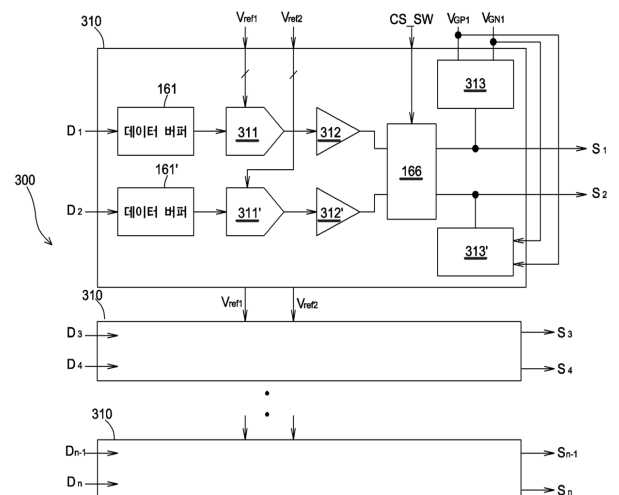 310
Vref1
Vref2
CS_SW
VGP1
VGN1
161
313
D1
데이터 버퍼
311
312
S1
161'
166
300
S2
D2
데이터 버퍼
311'
312'
313'
310
Vref1
Vref2
D3
S3
D4
S4
310
Dn-1
Sn-1
Dn
Sn